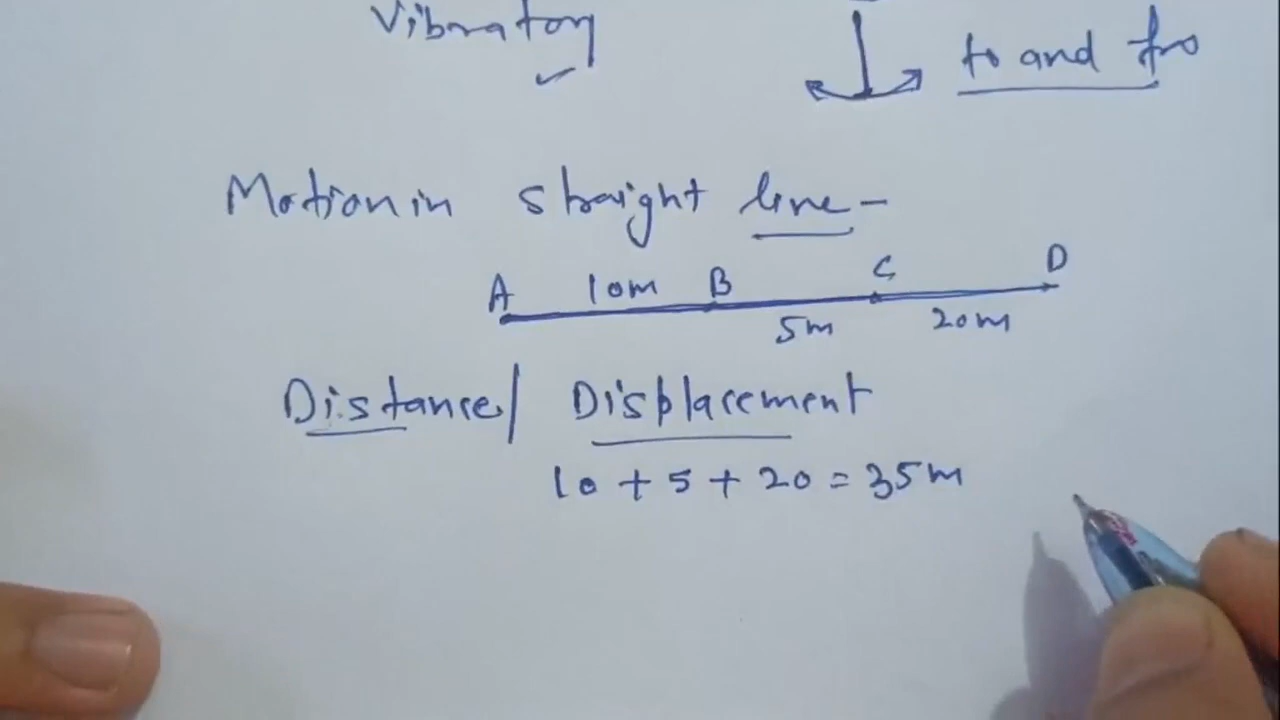 Vibratory
to and fro
Motion in straight line -
A 10m B C D
5m 20m
Distance/ Displacement
10 + 5 + 20 = 35m